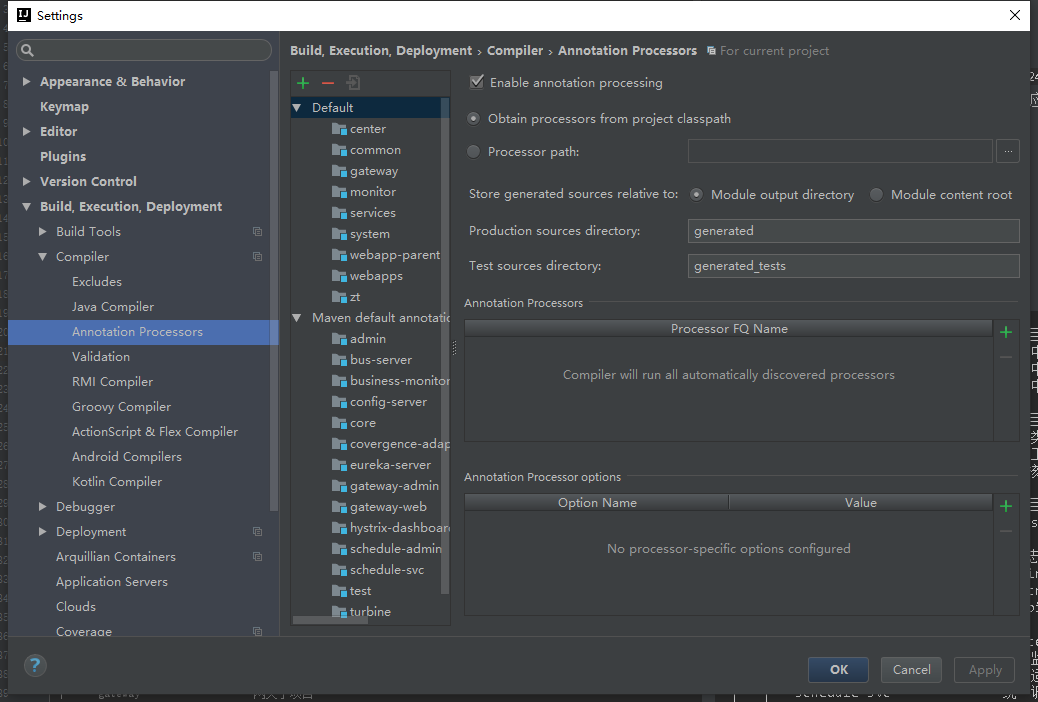 Settings
Build, Execution, Deployment › Compiler › Annotation Processors For current project
Appearance & Behavior
Keymap
Editor
Plugins
Version Control
Build, Execution, Deployment
Build Tools
Compiler
Excludes
Java Compiler
Annotation Processors
Validation
RMI Compiler
Groovy Compiler
ActionScript & Flex Compiler
Android Compilers
Kotlin Compiler
Debugger
Deployment
Arquillian Containers
Application Servers
Clouds
Coverage
Default
center
common
gateway
monitor
services
system
webapp-parent
webapps
zt
Maven default annotatic
admin
bus-server
business-monitor
config-server
core
covergence-adap
eureka-server
gateway-admin
gateway-web
hystrix-dashboar
schedule-admin
schedule-svc
test
turbine
Enable annotation processing
Obtain processors from project classpath
Processor path:
...
Store generated sources relative to: Module output directory Module content root
Production sources directory: generated
Test sources directory: generated_tests
Annotation Processors
Processor FQ Name
Compiler will run all automatically discovered processors
Annotation Processor options
Option Name Value
No processor-specific options configured
?
OK Cancel Apply